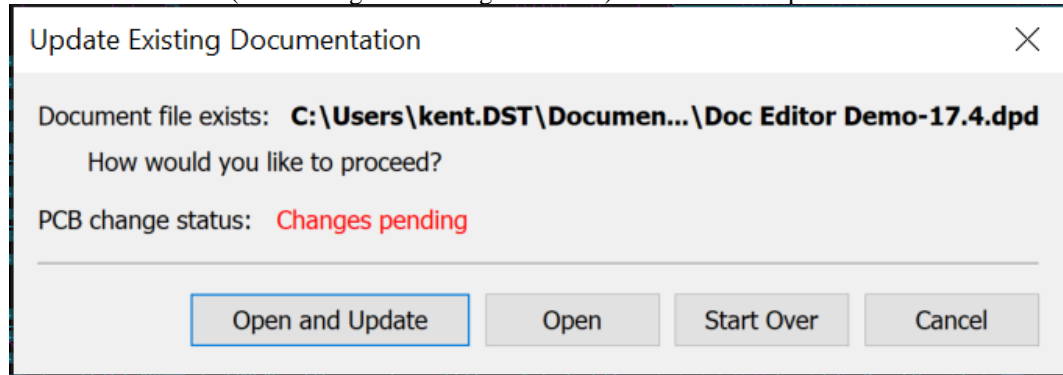 Update Existing Documentation
Document file exists: C:\Users\kent.DST\Documen...\Doc Editor Demo-17.4.dpd
How would you like to proceed?
PCB change status: Changes pending
Open and Update Open Start Over Cancel